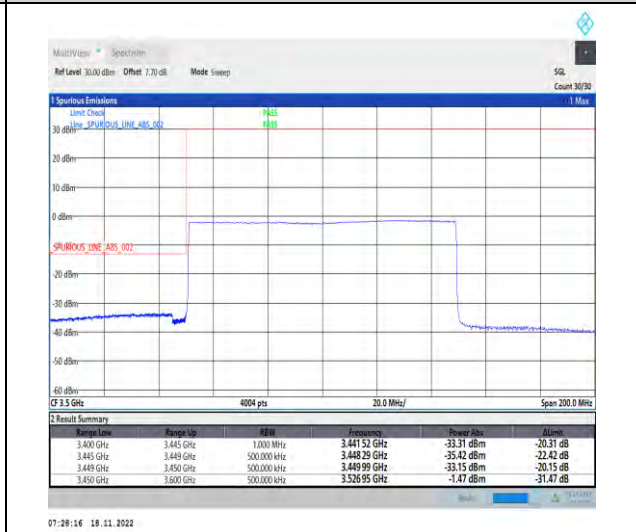 MultiView Spectrum
Ref Level 30.00 dBm Offset 7.70 dB Mode Sweep SGL
Count 30/30
1 Spurious Emissions 1 Max
Limit Check PASS
Line _SPURIOUS_LINE_ABS_002 PASS
30 dBm
20 dBm
10 dBm
0 dBm
_SPURIOUS_LINE_ABS_002
-20 dBm
-30 dBm
-40 dBm
-50 dBm
-60 dBm
CF 3.5 GHz 4004 pts 20.0 MHz/ Span 200.0 MHz
2 Result Summary
Range Low Range Up RBW Frequency Power Abs ΔLimit
3.400 GHz 3.445 GHz 1.000 MHz 3.441 52 GHz -33.31 dBm -20.31 dB
3.445 GHz 3.449 GHz 500.000 kHz 3.448 29 GHz -35.42 dBm -22.42 dB
3.449 GHz 3.450 GHz 500.000 kHz 3.449 99 GHz -33.15 dBm -20.15 dB
3.450 GHz 3.600 GHz 500.000 kHz 3.526 95 GHz -1.47 dBm -31.47 dB
07:28:16 18.11.2022